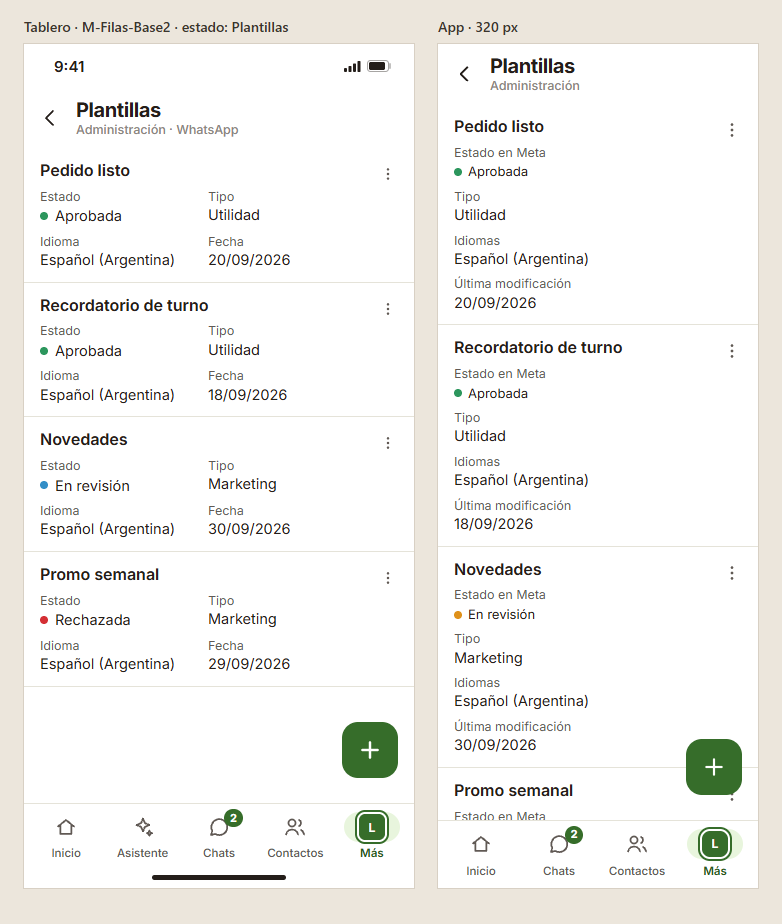 Tablero · M-Filas-Base2 · estado: Plantillas
9:41
Plantillas
Administración · WhatsApp
Pedido listo
Estado Tipo
Aprobada Utilidad
Idioma Fecha
Español (Argentina) 20/09/2026
Recordatorio de turno
Estado Tipo
Aprobada Utilidad
Idioma Fecha
Español (Argentina) 18/09/2026
Novedades
Estado Tipo
En revisión Marketing
Idioma Fecha
Español (Argentina) 30/09/2026
Promo semanal
Estado Tipo
Rechazada Marketing
Idioma Fecha
Español (Argentina) 29/09/2026
2
L
Inicio Asistente Chats Contactos Más
App · 320 px
Plantillas
Administración
Pedido listo
Estado en Meta
Aprobada
Tipo
Utilidad
Idiomas
Español (Argentina)
Última modificación
20/09/2026
Recordatorio de turno
Estado en Meta
Aprobada
Tipo
Utilidad
Idiomas
Español (Argentina)
Última modificación
18/09/2026
Novedades
Estado en Meta
En revisión
Tipo
Marketing
Idiomas
Español (Argentina)
Última modificación
30/09/2026
Promo semanal
Estado en Meta
2
L
Inicio Chats Contactos Más